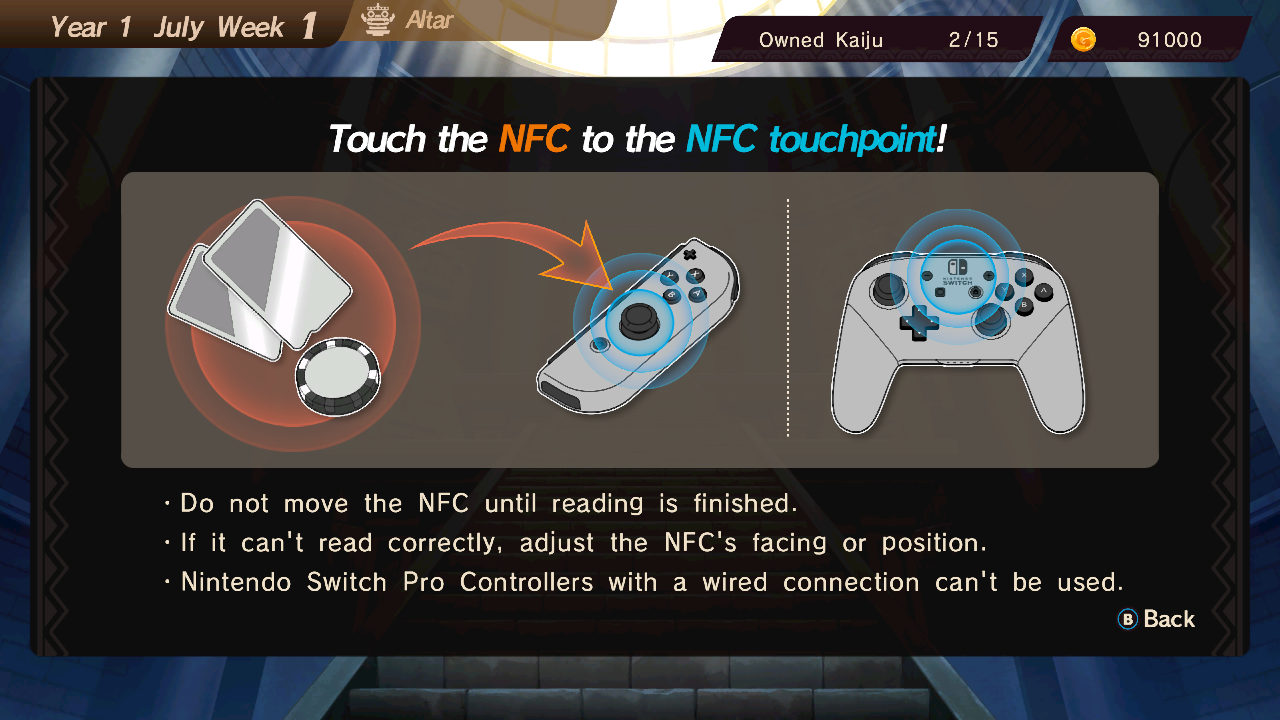 Year 1 July Week 1
Altar
Owned Kaiju 2/15
G 91000
Touch the NFC to the NFC touchpoint!
NINTENDO
SWITCH
X
A
B
· Do not move the NFC until reading is finished.
· If it can't read correctly, adjust the NFC's facing or position.
· Nintendo Switch Pro Controllers with a wired connection can't be used.
B Back